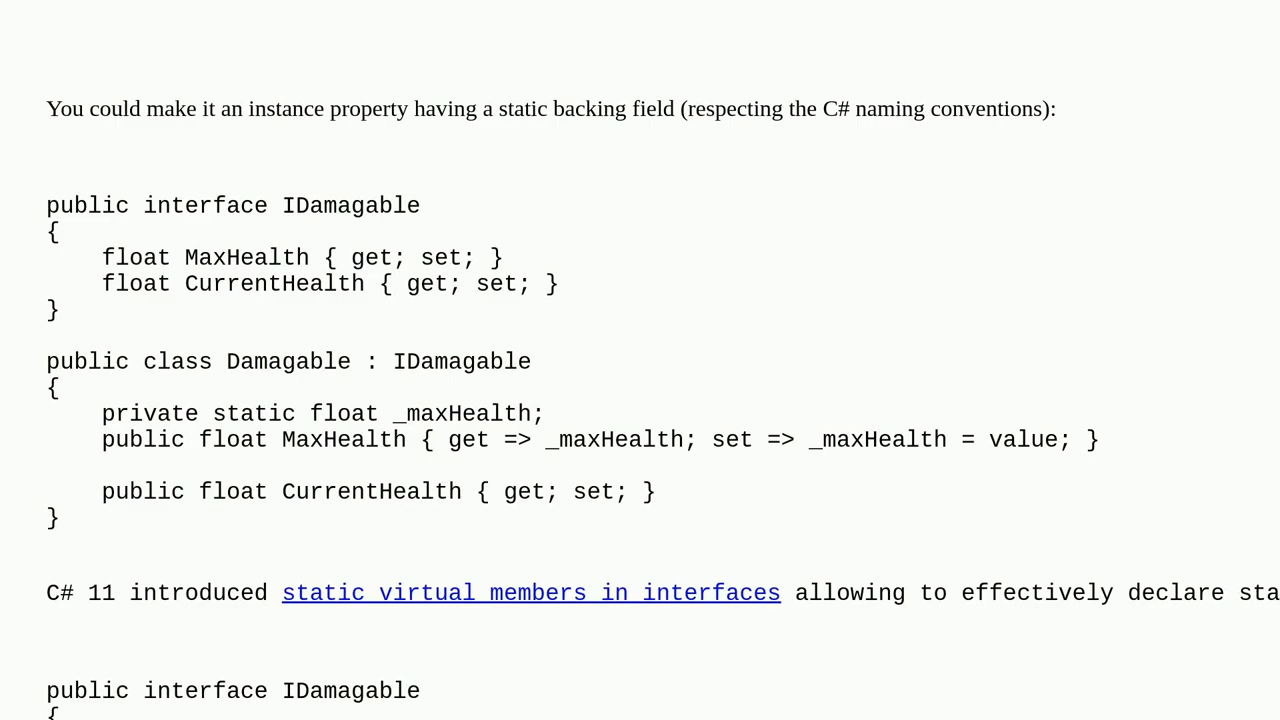 You could make it an instance property having a static backing field (respecting the C# naming conventions):
public interface IDamagable
{
    float MaxHealth { get; set; }
    float CurrentHealth { get; set; }
}
public class Damagable : IDamagable
{
    private static float _maxHealth;
    public float MaxHealth { get => _maxHealth; set => _maxHealth = value; }
    public float CurrentHealth { get; set; }
}
C# 11 introduced static virtual members in interfaces allowing to effectively declare sta
public interface IDamagable
{